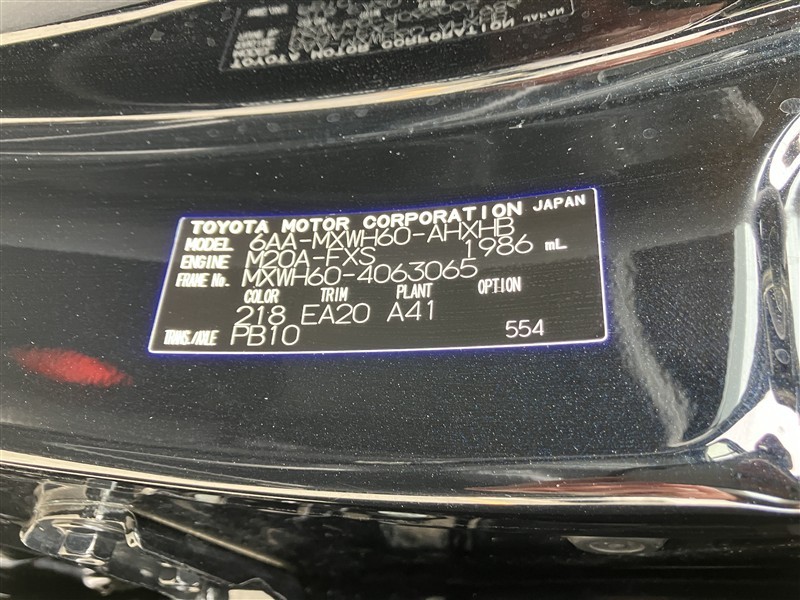 TOYOTA MOTOR CORPORATION JAPAN
MODEL 6AA-MXWH60-AHXHB
ENGINE M20A-FXS 1986 mL
FRAME No. MXWH60-4063065
COLOR TRIM PLANT OPTION
218 EA20 A41
TRANS./AXLE PB10 554